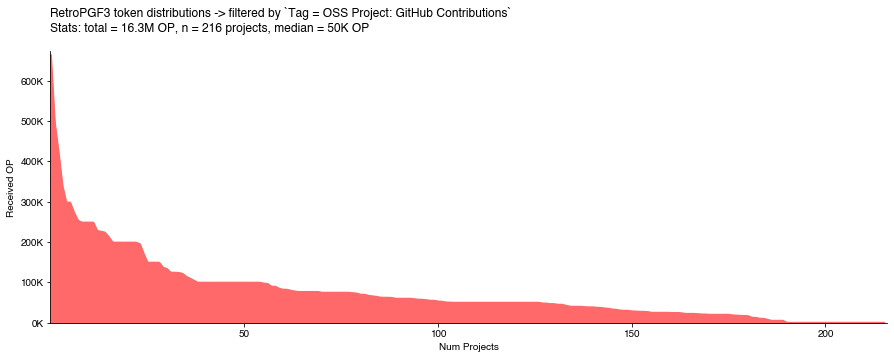 RetroPGF3 token distributions -> filtered by `Tag = OSS Project: GitHub Contributions`
Stats: total = 16.3M OP, n = 216 projects, median = 50K OP
600K
500K
400K
300K
200K
100K
0K
Received OP
50
100
150
200
Num Projects